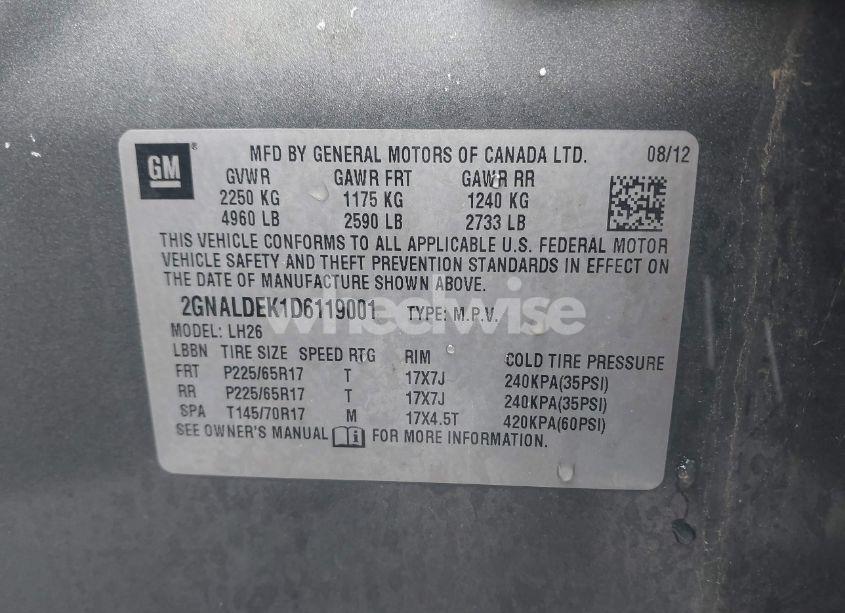 GM
MFD BY GENERAL MOTORS OF CANADA LTD. 08/12
GVWR GAWR FRT GAWR RR
2250 KG 1175 KG 1240 KG
4960 LB 2590 LB 2733 LB
THIS VEHICLE CONFORMS TO ALL APPLICABLE U.S. FEDERAL MOTOR
VEHICLE SAFETY AND THEFT PREVENTION STANDARDS IN EFFECT ON
THE DATE OF MANUFACTURE SHOWN ABOVE.
2GNALDEK1D6119001 TYPE: M.P.V.
wheelwise
MODEL: LH26
LBBN TIRE SIZE SPEED RTG RIM COLD TIRE PRESSURE
FRT P225/65R17 T 17X7J 240KPA(35PSI)
RR P225/65R17 T 17X7J 240KPA(35PSI)
SPA T145/70R17 M 17X4.5T 420KPA(60PSI)
SEE OWNER'S MANUAL i FOR MORE INFORMATION.